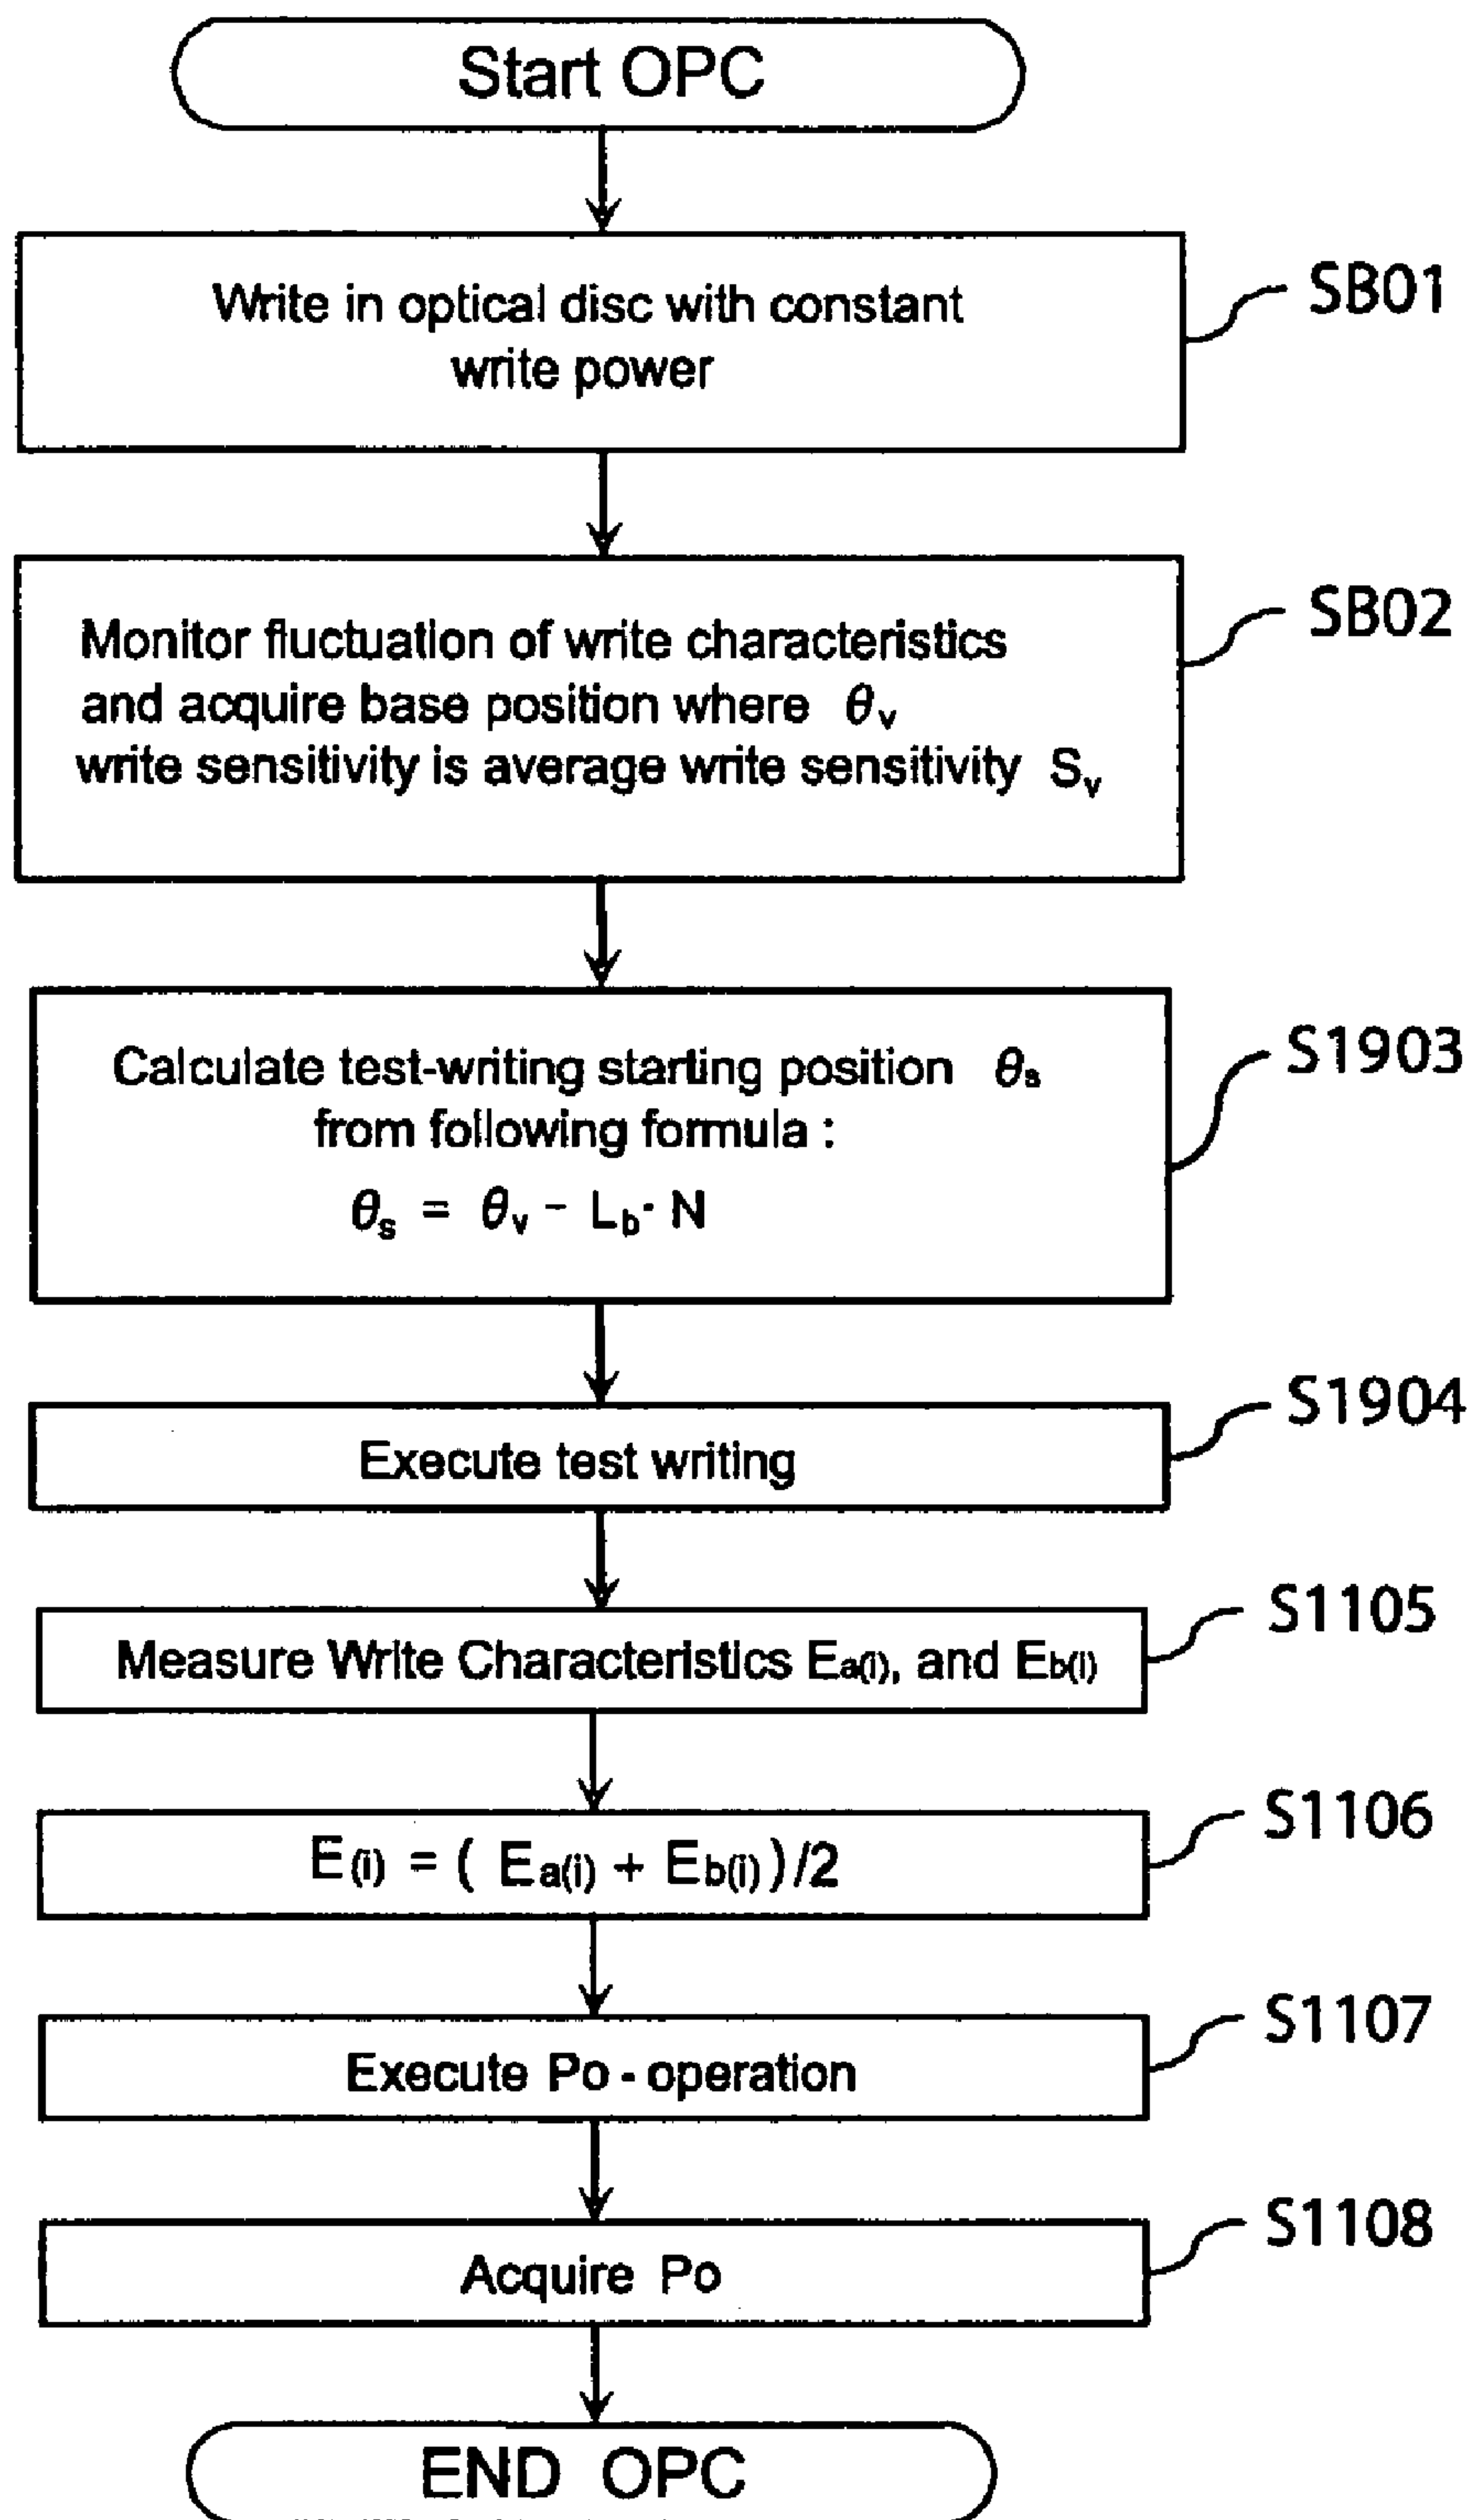 Start OPC
Write in optical disc with constant
write power
SB01
Monitor fluctuation of write characteristics
and acquire base position where θv
write sensitivity is average write sensitivity Sv
SB02
Calculate test-writing starting position θs
from following formula :
θs = θv - Lb· N
S1903
Execute test writing
S1904
Measure Write Characteristics Ea(i), and Eb(i)
S1105
E(i) = ( Ea(i) + Eb(i) )/2
S1106
Execute Po - operation
S1107
Acquire Po
S1108
END OPC